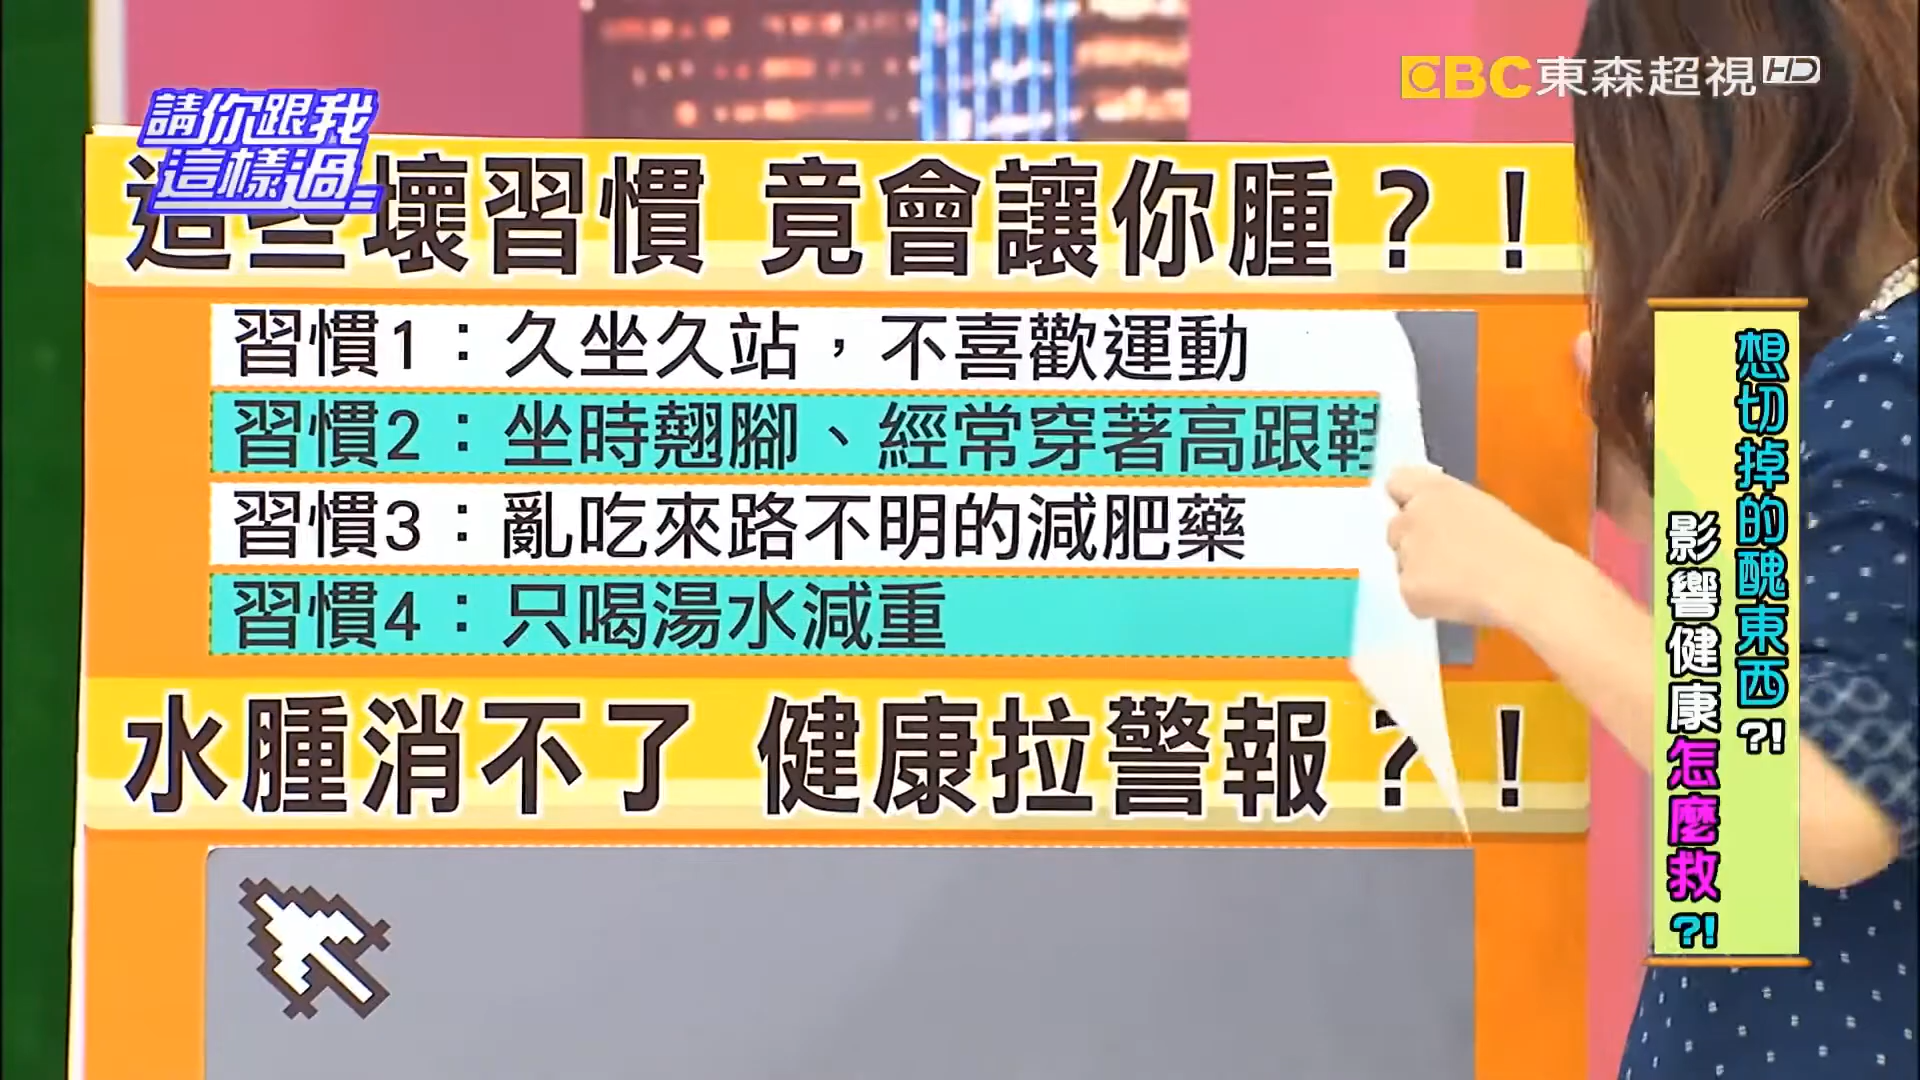 請你跟我
這樣過
EBC東森超視HD
這些壞習慣 竟會讓你腫？！
習慣1：久坐久站，不喜歡運動
習慣2：坐時翹腳、經常穿著高跟鞋
習慣3：亂吃來路不明的減肥藥
習慣4：只喝湯水減重
水腫消不了 健康拉警報？！
想切掉的醜東西?!
影響健康怎麼救?!